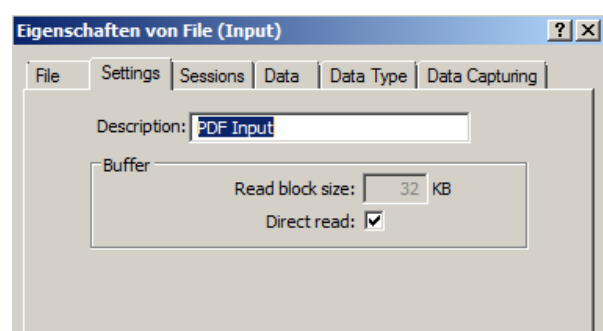 Eigenschaften von File (Input)
File Settings Sessions Data Data Type Data Capturing
Description: PDF Input
Buffer
Read block size: 32 KB
Direct read: